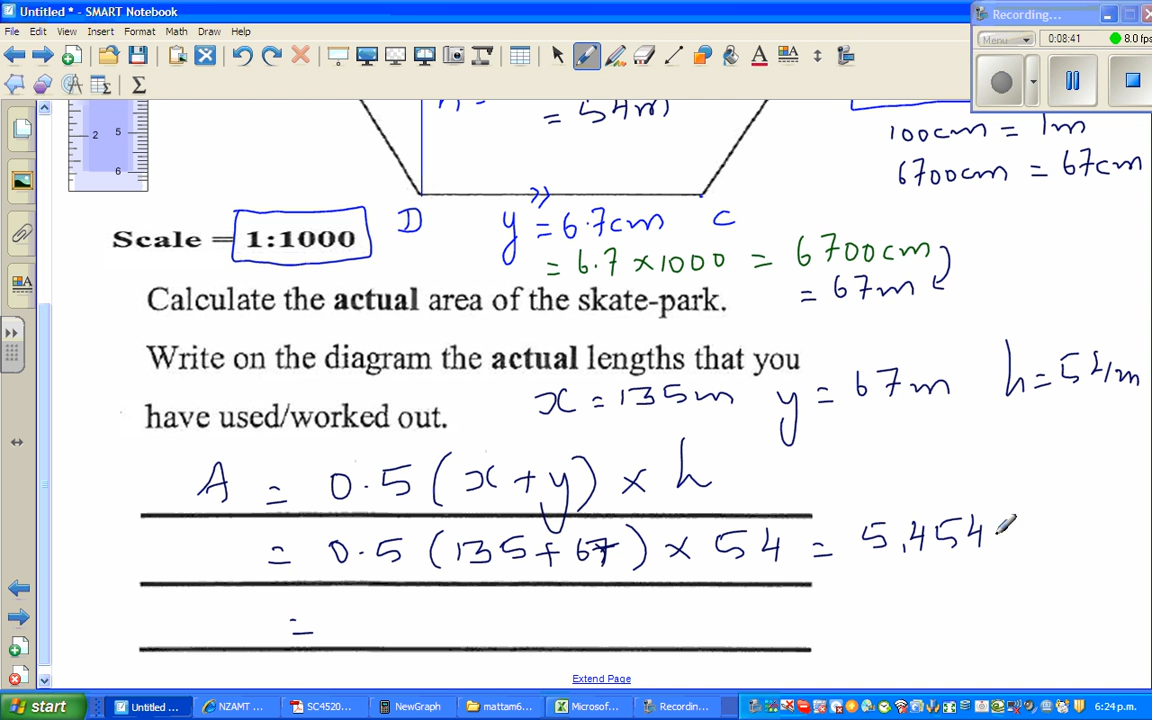 Untitled * - SMART Notebook
Recording...
File Edit View Insert Format Math Draw Help
Menu
0:08:41
8.0 fps
= 54m
2 5
6
100cm = 1m
6700cm = 67cm
D
y = 6.7cm
C
Scale = 1:1000
= 6.7 x1000 = 6700cm
= 67m
Calculate the actual area of the skate-park.
Write on the diagram the actual lengths that you
have used/worked out.
x = 135m y = 67m h = 54m
A = 0.5 (x + y) x h
= 0.5 (135 + 67) x 54 = 5,454
=
Extend Page
start
Untitled *
NZAMT ...
SC4520...
NewGraph
mattam6...
Microsof...
Recordin...
6:24 p.m.